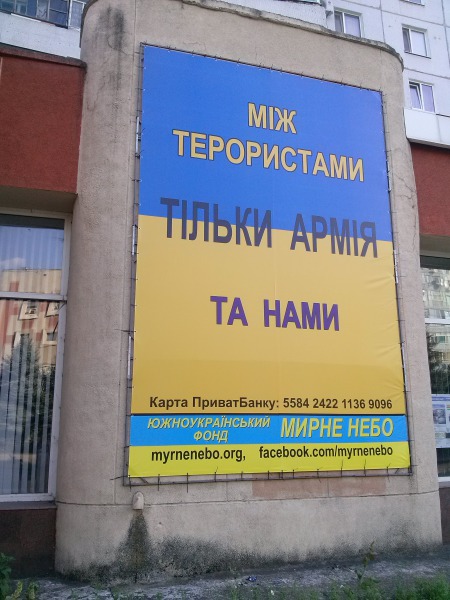 МІЖ
ТЕРОРИСТАМИ
ТІЛЬКИ АРМІЯ
ТА НАМИ
Карта ПриватБанку: 5584 2422 1136 9096
ЮЖНОУКРАЇНСЬКИЙ
ФОНД
МИРНЕ НЕБО
myrnenebo.org, facebook.com/myrnenebo